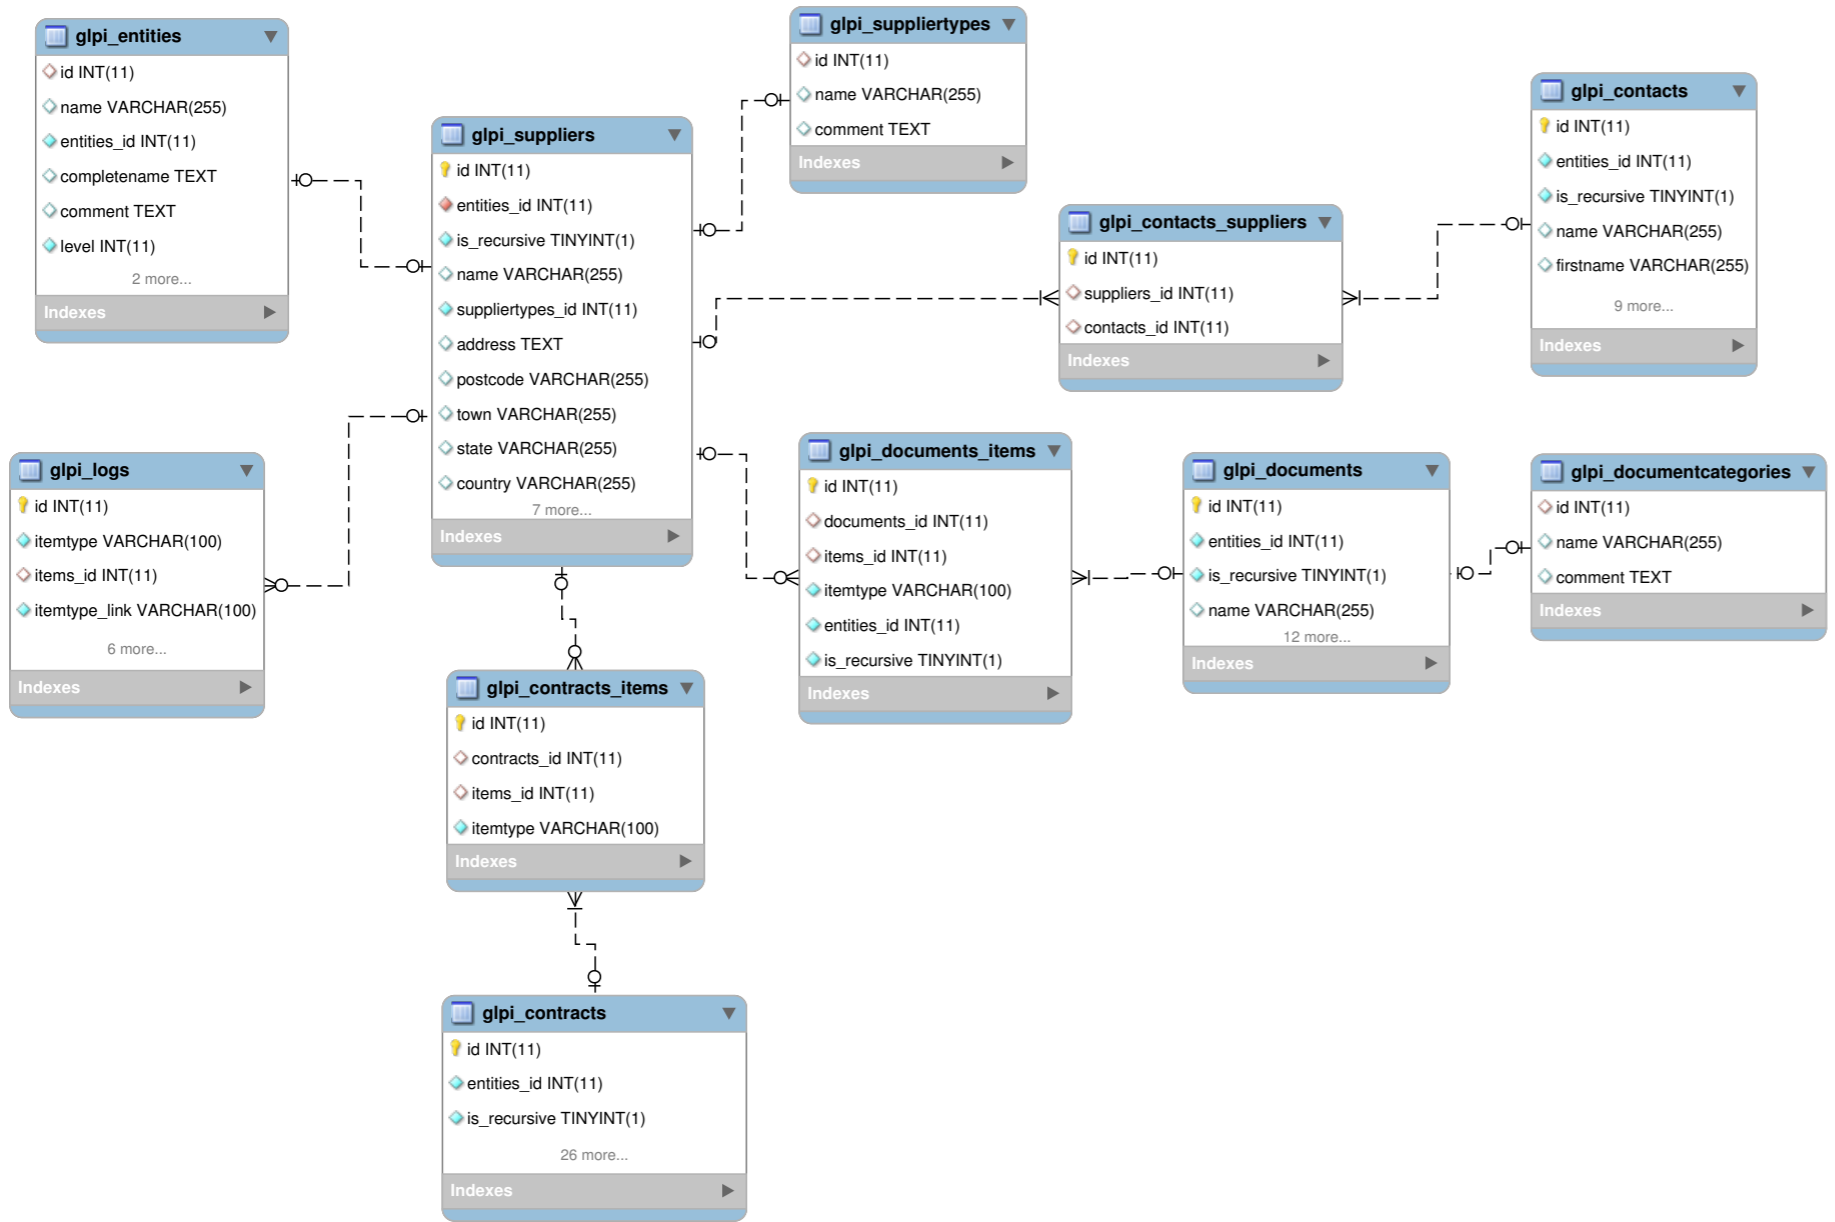 glpi_entities
id INT(11)
name VARCHAR(255)
entities_id INT(11)
completename TEXT
comment TEXT
level INT(11)
2 more...
Indexes
glpi_suppliers
id INT(11)
entities_id INT(11)
is_recursive TINYINT(1)
name VARCHAR(255)
suppliertypes_id INT(11)
address TEXT
postcode VARCHAR(255)
town VARCHAR(255)
state VARCHAR(255)
country VARCHAR(255)
7 more...
Indexes
glpi_suppliertypes
id INT(11)
name VARCHAR(255)
comment TEXT
Indexes
glpi_contacts_suppliers
id INT(11)
suppliers_id INT(11)
contacts_id INT(11)
Indexes
glpi_contacts
id INT(11)
entities_id INT(11)
is_recursive TINYINT(1)
name VARCHAR(255)
firstname VARCHAR(255)
9 more...
Indexes
glpi_logs
id INT(11)
itemtype VARCHAR(100)
items_id INT(11)
itemtype_link VARCHAR(100)
6 more...
Indexes
glpi_documents_items
id INT(11)
documents_id INT(11)
items_id INT(11)
itemtype VARCHAR(100)
entities_id INT(11)
is_recursive TINYINT(1)
Indexes
glpi_documents
id INT(11)
entities_id INT(11)
is_recursive TINYINT(1)
name VARCHAR(255)
12 more...
Indexes
glpi_documentcategories
id INT(11)
name VARCHAR(255)
comment TEXT
Indexes
glpi_contracts_items
id INT(11)
contracts_id INT(11)
items_id INT(11)
itemtype VARCHAR(100)
Indexes
glpi_contracts
id INT(11)
entities_id INT(11)
is_recursive TINYINT(1)
26 more...
Indexes